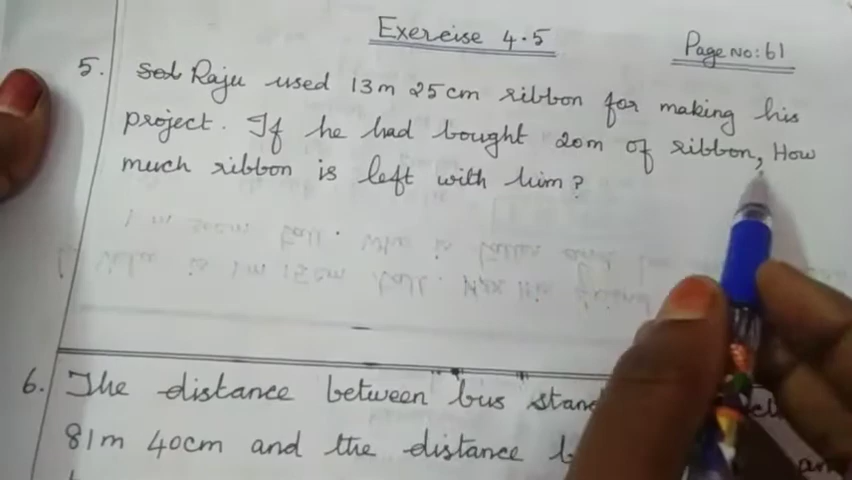 Exercise 4.5
Page No: 61
5. Raju used 13m 25cm ribbon for making his
project. If he had bought 20m of ribbon, How
much ribbon is left with him?
6. The distance between bus stand
81m 40cm and the distance